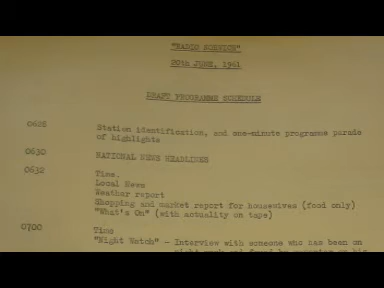 "RADIO NORWICH"
20th JUNE, 1961
DRAFT PROGRAMME SCHEDULE
0628 Station identification, and one-minute programme parade
of highlights
0630 NATIONAL NEWS HEADLINES
0632 Time.
Local News
Weather report
Shopping and market report for housewives (food only)
"What's On" (with actuality on tape)
0700 Time
"Night Watch" - Interview with someone who has been on